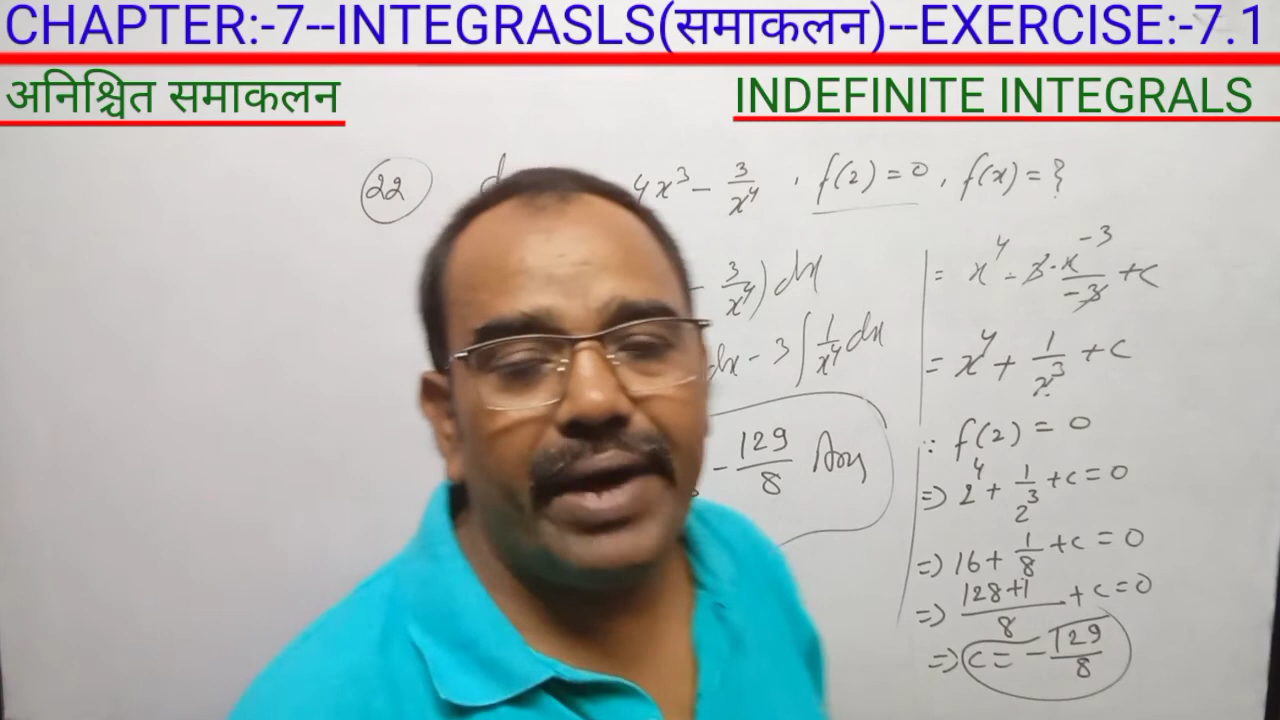 CHAPTER:-7--INTEGRASLS(समाकलन)--EXERCISE:-7.1
अनिश्चित समाकलन
INDEFINITE INTEGRALS
22 d 4x³ - 3/x⁴ , f(2) = 0 , f(x) = ?
- 3/x⁴) dx
dx - 3 ∫ 1/x⁴ dx
- 129/8 Ans
= x⁴ - 3·x⁻³/-3 + c
= x⁴ + 1/x³ + c
∵ f(2) = 0
=> 2⁴ + 1/2³ + c = 0
=> 16 + 1/8 + c = 0
=> 128+1/8 + c = 0
=> c = - 129/8